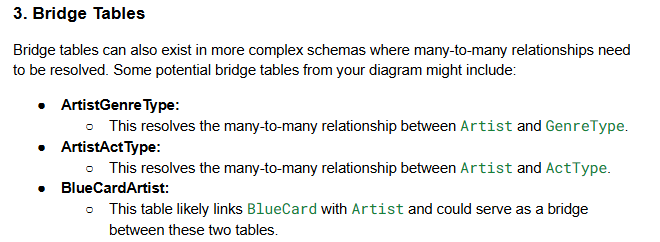 3. Bridge Tables
Bridge tables can also exist in more complex schemas where many-to-many relationships need
to be resolved. Some potential bridge tables from your diagram might include:
● ArtistGenreType:
○ This resolves the many-to-many relationship between Artist and GenreType.
● ArtistActType:
○ This resolves the many-to-many relationship between Artist and ActType.
● BlueCardArtist:
○ This table likely links BlueCard with Artist and could serve as a bridge
between these two tables.